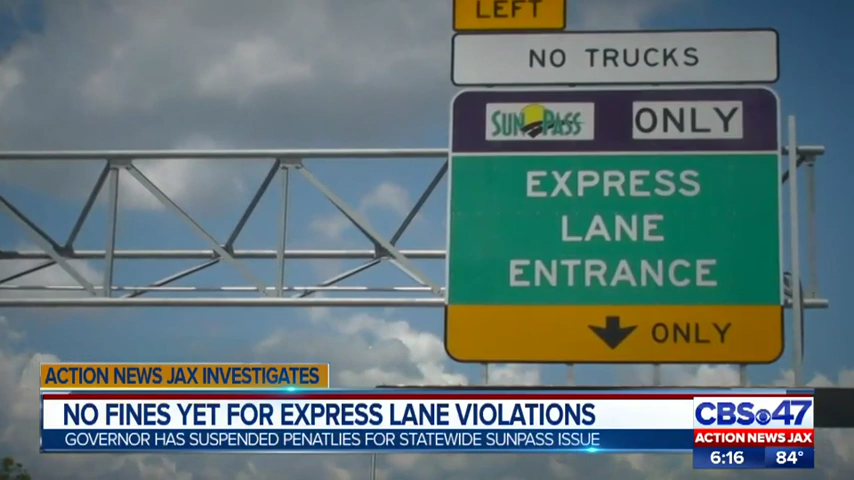 LEFT
NO TRUCKS
SUNPASS ONLY
EXPRESS
LANE
ENTRANCE
ONLY
ACTION NEWS JAX INVESTIGATES
NO FINES YET FOR EXPRESS LANE VIOLATIONS
GOVERNOR HAS SUSPENDED PENATLIES FOR STATEWIDE SUNPASS ISSUE
CBS 47
ACTION NEWS JAX
6:16 84°